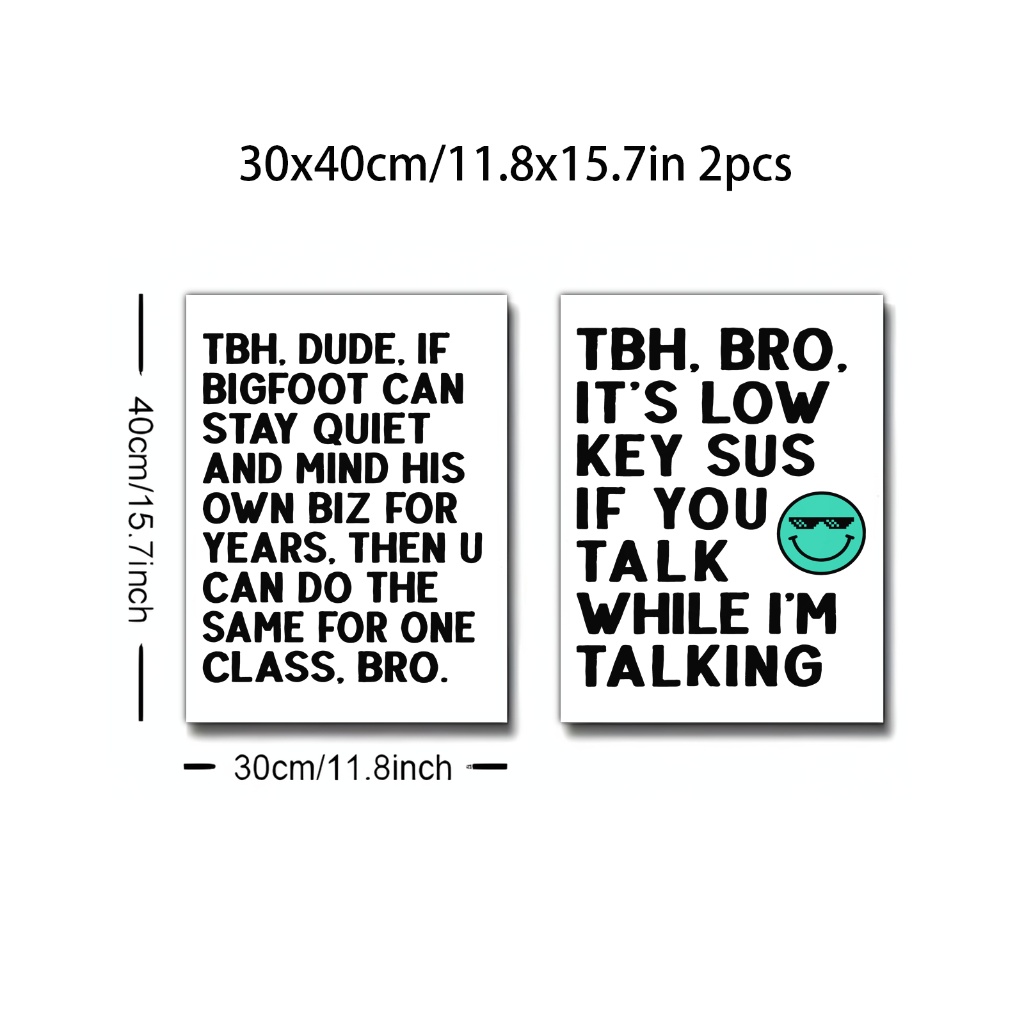 30x40cm/11.8x15.7in 2pcs
40cm/15.7inch
TBH, DUDE, IF
BIGFOOT CAN
STAY QUIET
AND MIND HIS
OWN BIZ FOR
YEARS, THEN U
CAN DO THE
SAME FOR ONE
CLASS, BRO.
TBH, BRO,
IT'S LOW
KEY SUS
IF YOU
TALK
WHILE I'M
TALKING
30cm/11.8inch